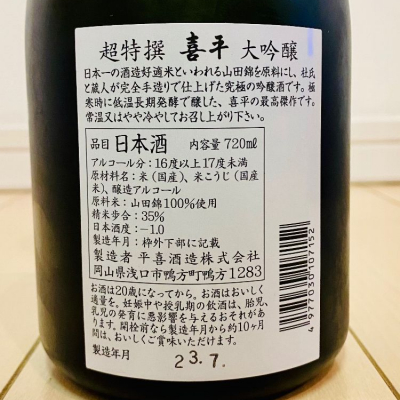 超特撰 喜平 大吟醸
日本一の酒造好適米といわれる山田錦を原料にし、杜氏
と蔵人が完全手造りで仕上げた究極の吟醸酒です。極
寒時に低温長期発酵で醸した、喜平の最高傑作です。
常温又はやや冷やしてお召し上がり下さい。
品目 日本酒 内容量 720㎖
アルコール分：16度以上17度未満
原材料名：米（国産）、米こうじ（国産
米）、醸造アルコール
原料米：山田錦100%使用
精米歩合：35%
日本酒度：−1.0
製造年月：枠外下部に記載
製造者 平喜酒造株式会社
岡山県浅口市鴨方町鴨方1283
お酒は20歳になってから。お酒はおいしく
適量を。妊娠中や授乳期の飲酒は、胎児、
乳児の発育に悪影響を与えるおそれがあ
ります。開栓前なら製造年月から約10ヶ月
間は、おいしくご賞味いただけます。
製造年月 23.7.
4977030107152